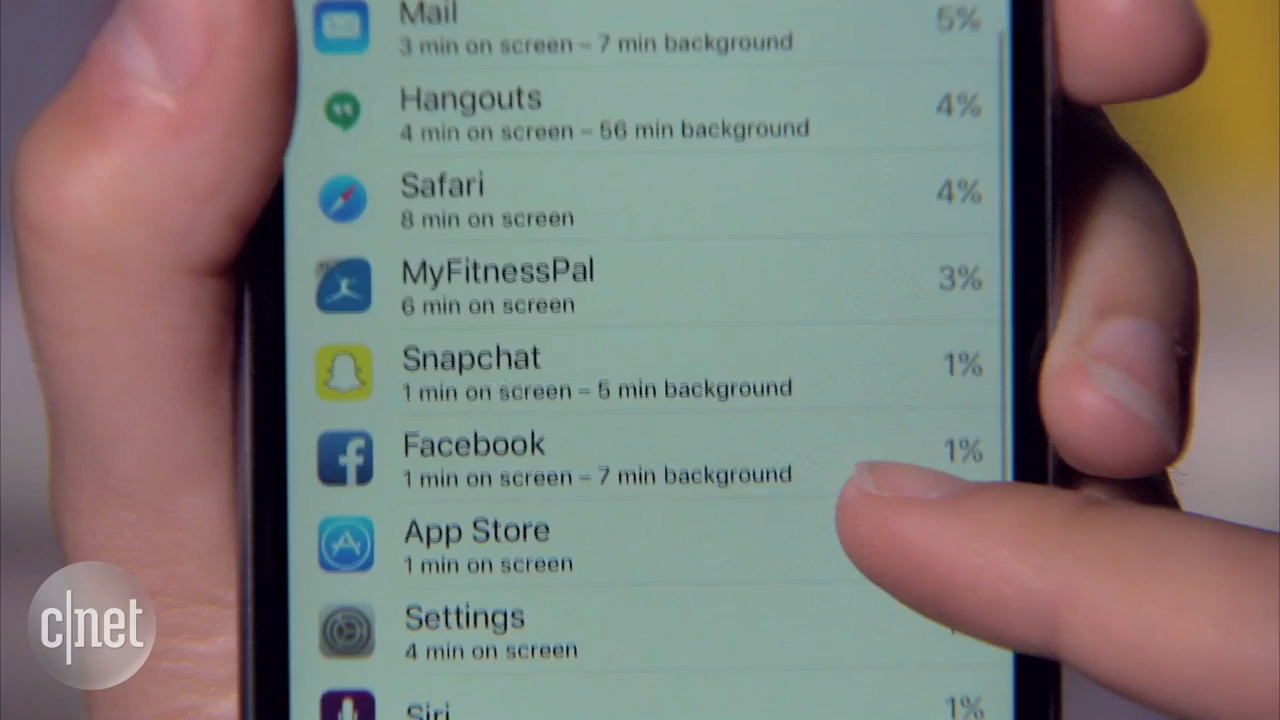 Mail
5%
3 min on screen – 7 min background
Hangouts
4%
4 min on screen – 56 min background
Safari
4%
8 min on screen
MyFitnessPal
3%
6 min on screen
Snapchat
1%
1 min on screen – 5 min background
Facebook
1%
1 min on screen – 7 min background
App Store
1 min on screen
Settings
4 min on screen
Siri
1%
c|net